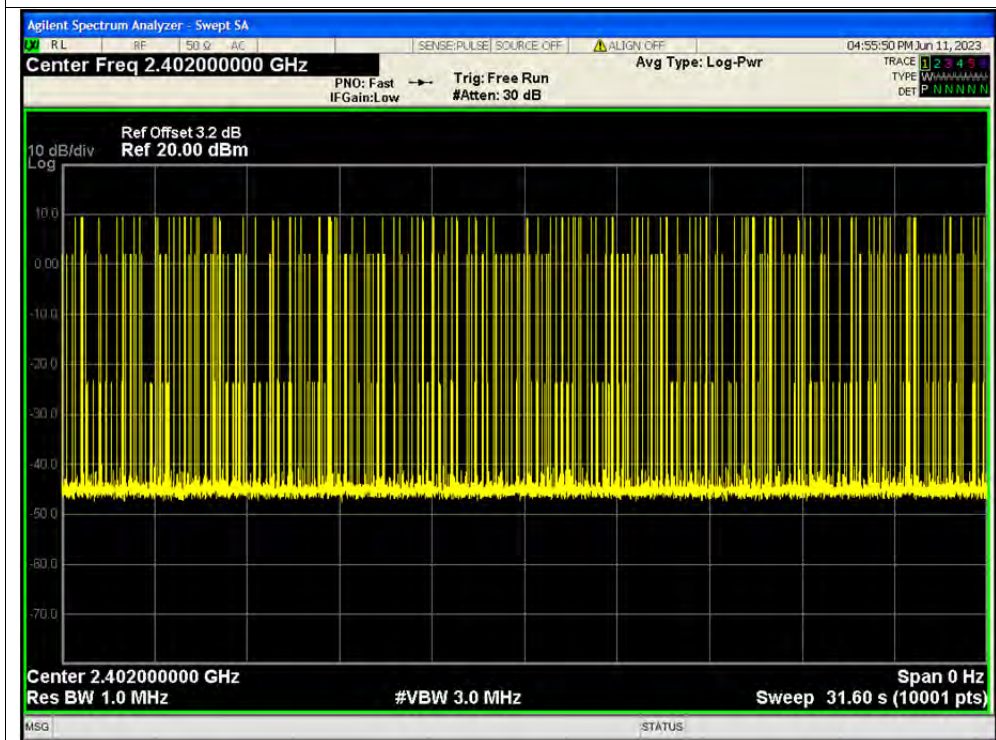 Agilent Spectrum Analyzer - Swept SA
LXI RL RF 50 Ω AC SENSE:PULSE SOURCE OFF ALIGN OFF 04:55:50 PM Jun 11, 2023
Center Freq 2.402000000 GHz Avg Type: Log-Pwr TRACE 1 2 3 4 5 6
PNO: Fast Trig: Free Run TYPE W
IFGain:Low #Atten: 30 dB DET P N N N N N
Ref Offset 3.2 dB
10 dB/div Ref 20.00 dBm
Log
10.0
0.00
-10.0
-20.0
-30.0
-40.0
-50.0
-60.0
-70.0
Center 2.402000000 GHz Span 0 Hz
Res BW 1.0 MHz #VBW 3.0 MHz Sweep 31.60 s (10001 pts)
MSG STATUS